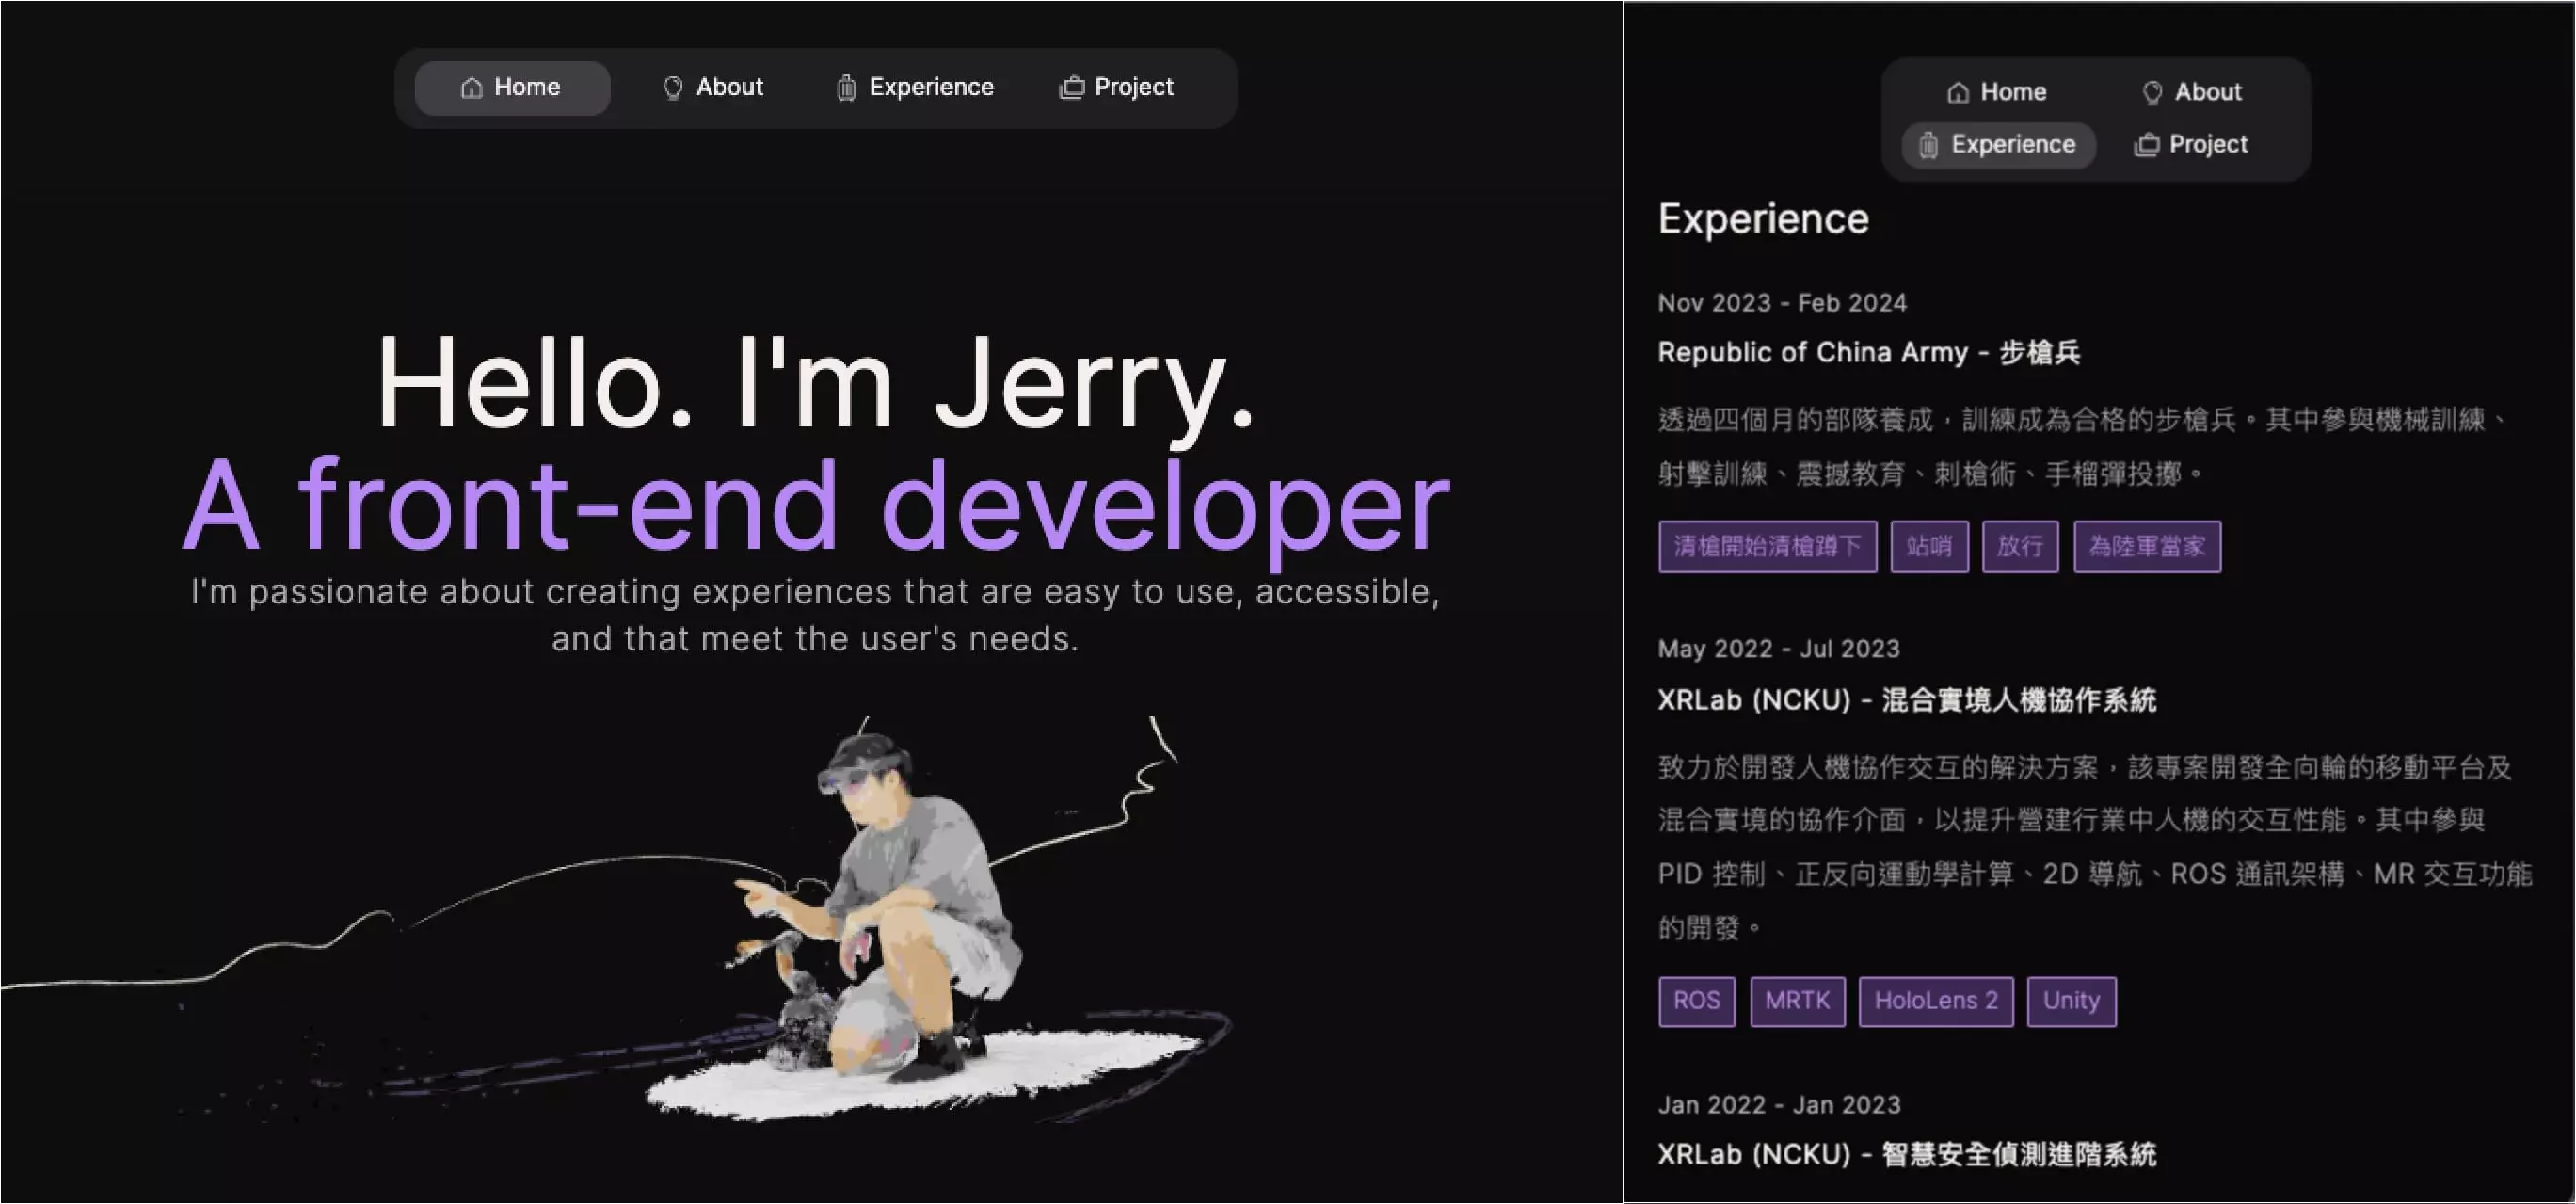 Home About Experience Project
Hello. I'm Jerry.
A front-end developer
I'm passionate about creating experiences that are easy to use, accessible,
and that meet the user's needs.
Home About
Experience Project
Experience
Nov 2023 - Feb 2024
Republic of China Army - 步槍兵
透過四個月的部隊養成，訓練成為合格的步槍兵。其中參與機械訓練、
射擊訓練、震撼教育、刺槍術、手榴彈投擲。
清槍開始清槍蹲下 站哨 放行 為陸軍當家
May 2022 - Jul 2023
XRLab (NCKU) - 混合實境人機協作系統
致力於開發人機協作交互的解決方案，該專案開發全向輪的移動平台及
混合實境的協作介面，以提升營建行業中人機的交互性能。其中參與
PID 控制、正反向運動學計算、2D 導航、ROS 通訊架構、MR 交互功能
的開發。
ROS MRTK HoloLens 2 Unity
Jan 2022 - Jan 2023
XRLab (NCKU) - 智慧安全偵測進階系統